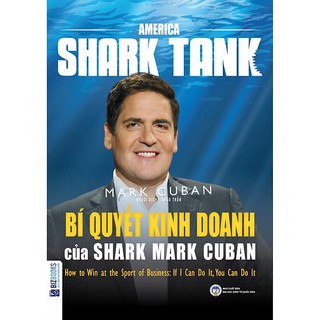 AMERICA
SHARK TANK
MARK CUBAN
BÍ QUYẾT KINH DOANH
của SHARK MARK CUBAN
How to Win at the Sport of Business: If I Can Do It, You Can Do It
BIZBOOKS